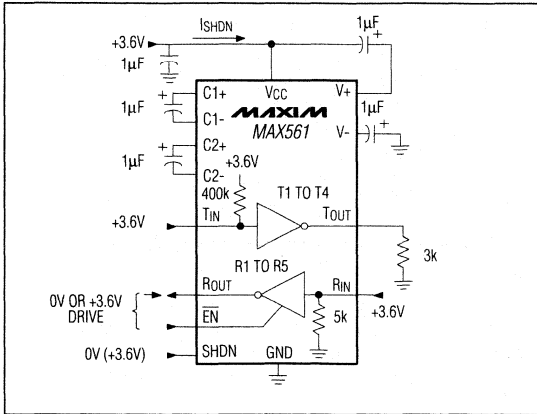 ISHDN
+3.6V
1µF
1µF
C1+
VCC
V+
1µF
C1-
MAXIM
MAX561
1µF
V-
C2+
1µF
C2-
+3.6V
400k
T1 TO T4
+3.6V
TIN
TOUT
3k
R1 TO R5
ROUT
RIN
0V OR +3.6V
DRIVE
EN
5k
+3.6V
0V (+3.6V)
SHDN
GND